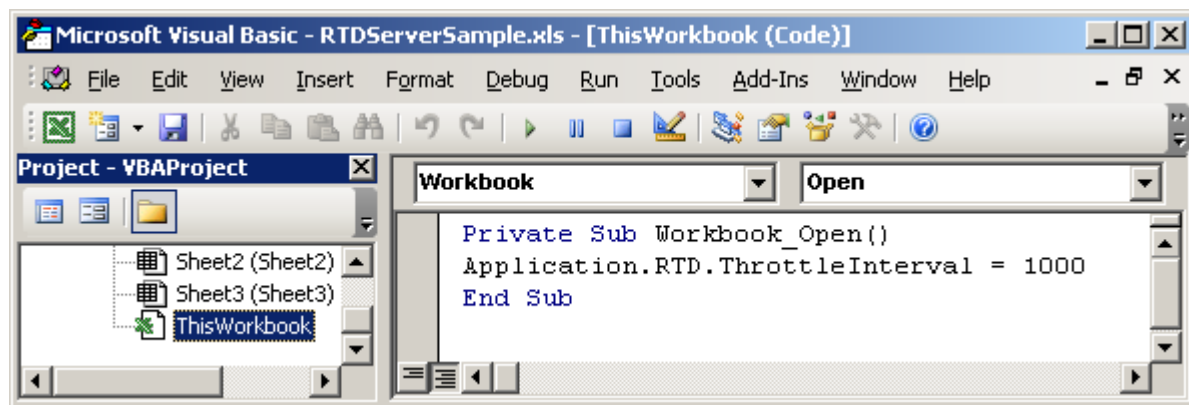 Microsoft Visual Basic - RTDServerSample.xls - [ThisWorkbook (Code)]
File Edit View Insert Format Debug Run Tools Add-Ins Window Help
Project - VBAProject
Workbook Open
Sheet2 (Sheet2)
Sheet3 (Sheet3)
ThisWorkbook
Private Sub Workbook_Open()
Application.RTD.ThrottleInterval = 1000
End Sub